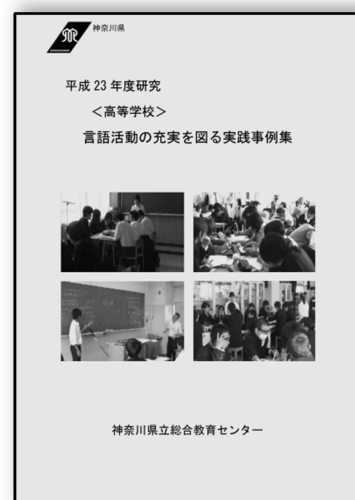 神奈川県
平成 23 年度研究
＜高等学校＞
言語活動の充実を図る実践事例集
神奈川県立総合教育センター